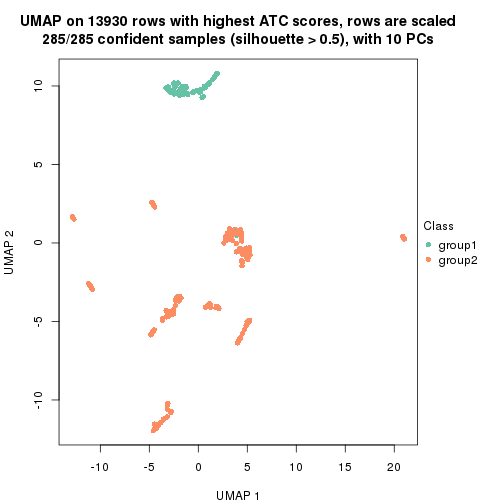 UMAP on 13930 rows with highest ATC scores, rows are scaled
285/285 confident samples (silhouette > 0.5), with 10 PCs
10
5
0
-5
-10
UMAP 2
-10
-5
0
5
10
15
20
UMAP 1
Class
group1
group2